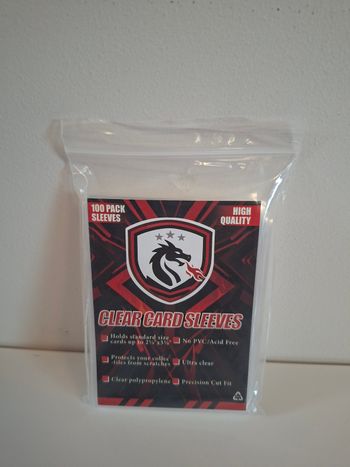 100 PACK
SLEEVES
HIGH
QUALITY
CLEAR CARD SLEEVES
Holds standard size
cards up to 2⅝"x3⅝"
No PVC/Acid Free
Protects your collec
-tiles from scratches
Ultra clear
Clear polypropylene
Precision Cut Fit